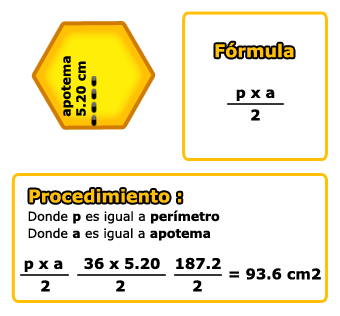 apotema
5.20 cm
Fórmula
p x a
2
Procedimiento :
Donde p es igual a perímetro
Donde a es igual a apotema
p x a 36 x 5.20 187.2
2 2 2 = 93.6 cm2